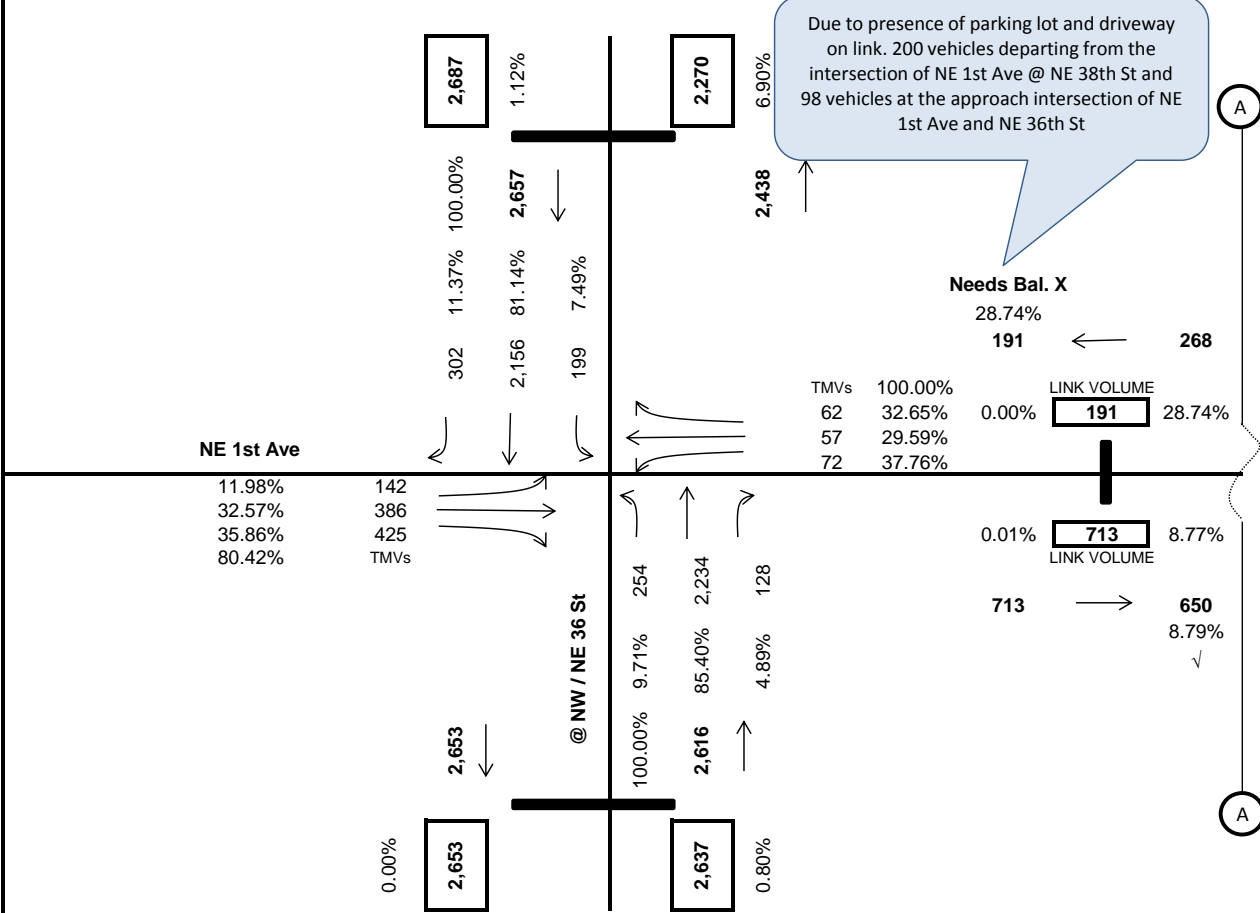 Due to presence of parking lot and driveway
on link. 200 vehicles departing from the
intersection of NE 1st Ave @ NE 38th St and
98 vehicles at the approach intersection of NE
1st Ave and NE 36th St
A
2,687
1.12%
2,270
6.90%
100.00%
2,657
2,438
11.37%
81.14%
7.49%
302
2,156
199
Needs Bal. X
28.74%
191
268
TMVs 100.00%
62 32.65%
57 29.59%
72 37.76%
LINK VOLUME
0.00% 191 28.74%
NE 1st Ave
11.98% 142
32.57% 386
35.86% 425
80.42% TMVs
0.01% 713 8.77%
LINK VOLUME
713 650
8.79%
√
254
2,234
128
@ NW / NE 36 St
9.71%
85.40%
4.89%
2,653
100.00%
2,616
0.00%
2,653
2,637
0.80%
A